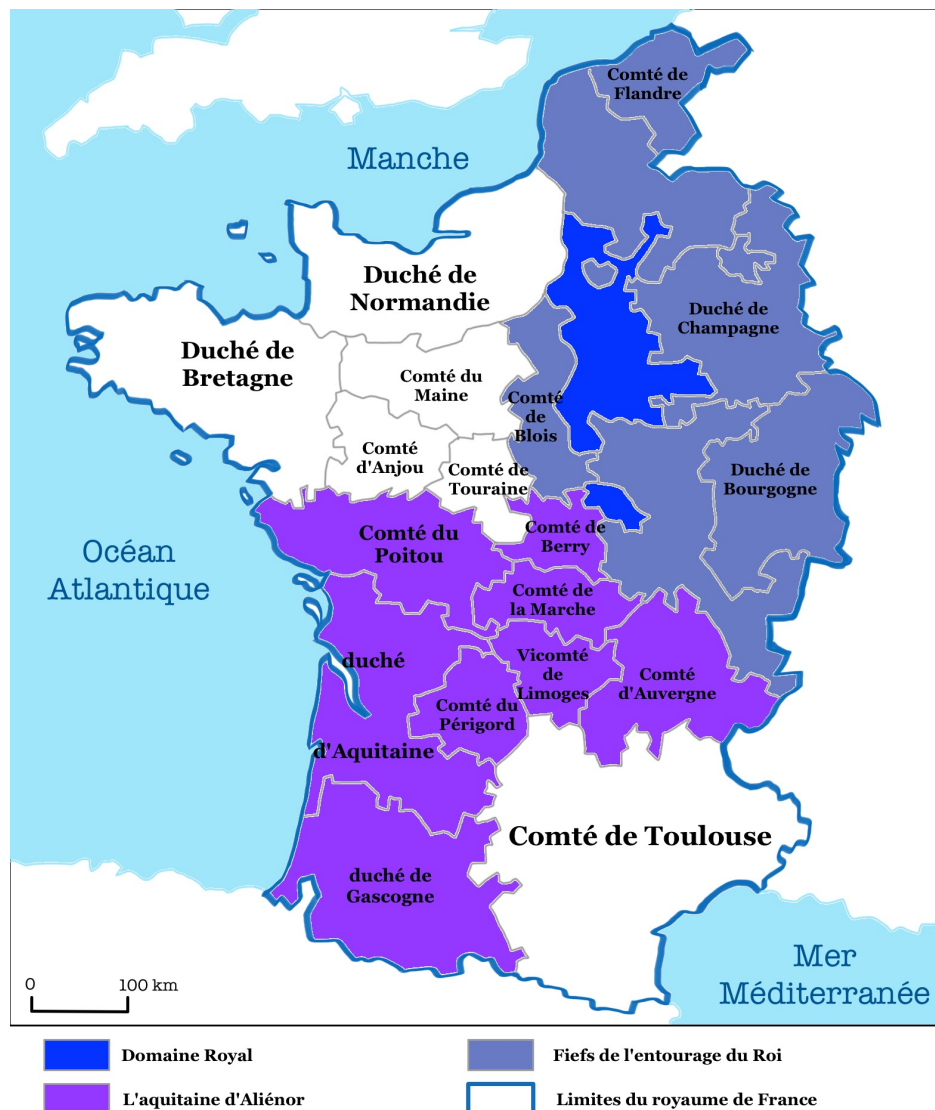 Comté de
Flandre
Manche
Duché de
Normandie
Duché de
Champagne
Duché de
Bretagne
Comté du
Maine
Comté
de
Blois
Comté
d'Anjou
Comté de
Touraine
Duché de
Bourgogne
Océan
Atlantique
Comté du
Poitou
Comté de
Berry
Comté de
la Marche
duché
d'Aquitaine
Vicomté
de
Limoges
Comté
d'Auvergne
Comté du
Périgord
Comté de Toulouse
duché de
Gascogne
Mer
Méditerranée
0 100 km
Domaine Royal
Fiefs de l'entourage du Roi
L'aquitaine d'Aliénor
Limites du royaume de France